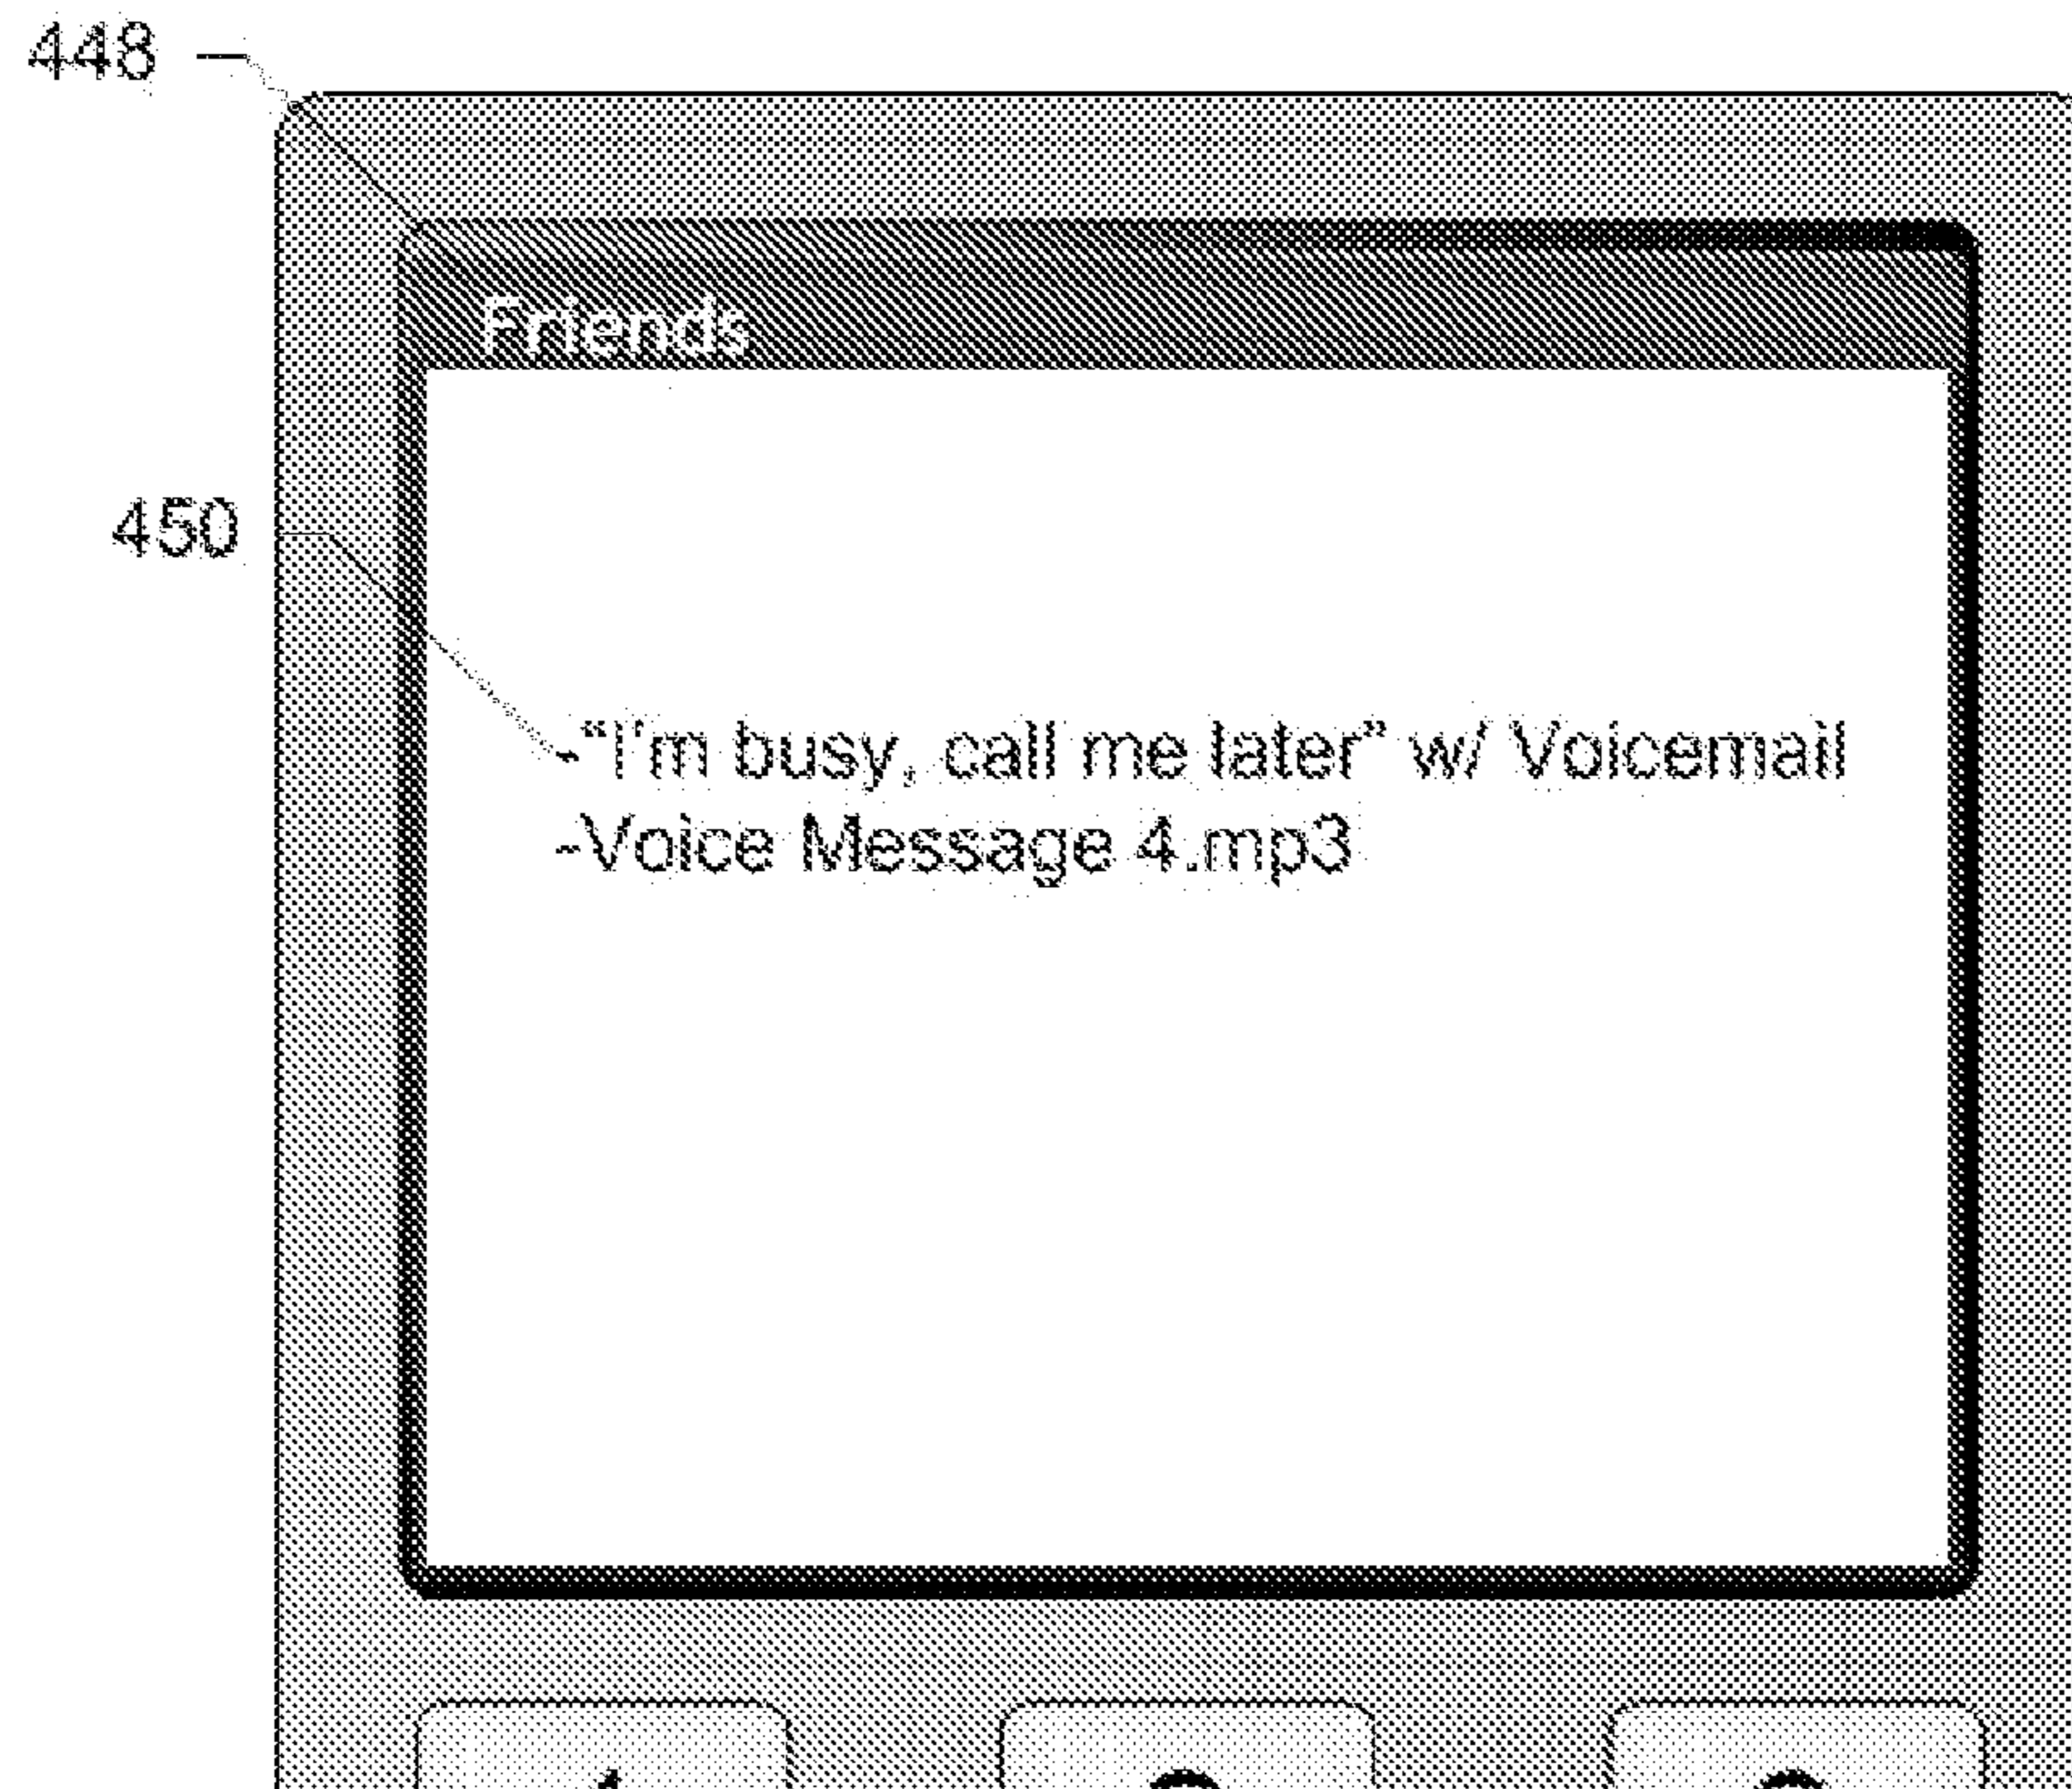 448
Friends
450
-“I’m busy, call me later” w/ Voicemail
-Voice Message 4.mp3